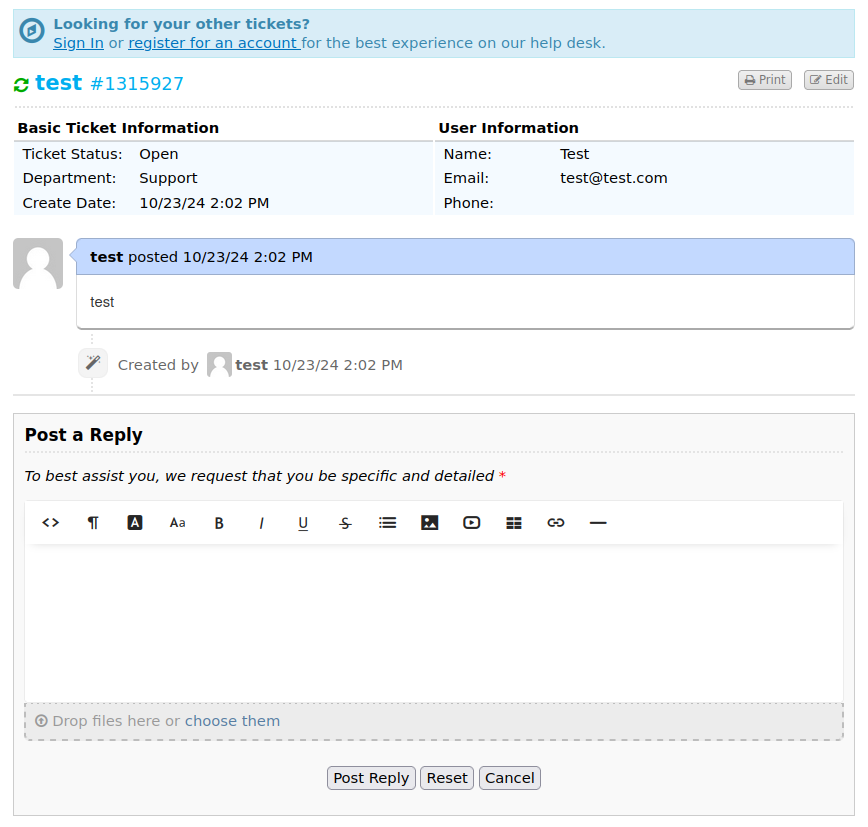 Looking for your other tickets?
Sign In or register for an account for the best experience on our help desk.
test #1315927
Print
Edit
Basic Ticket Information
Ticket Status: Open
Department: Support
Create Date: 10/23/24 2:02 PM
User Information
Name: Test
Email: test@test.com
Phone:
test posted 10/23/24 2:02 PM
test
Created by test 10/23/24 2:02 PM
Post a Reply
To best assist you, we request that you be specific and detailed *
<> ¶ A Aa B I U S
Drop files here or choose them
Post Reply Reset Cancel